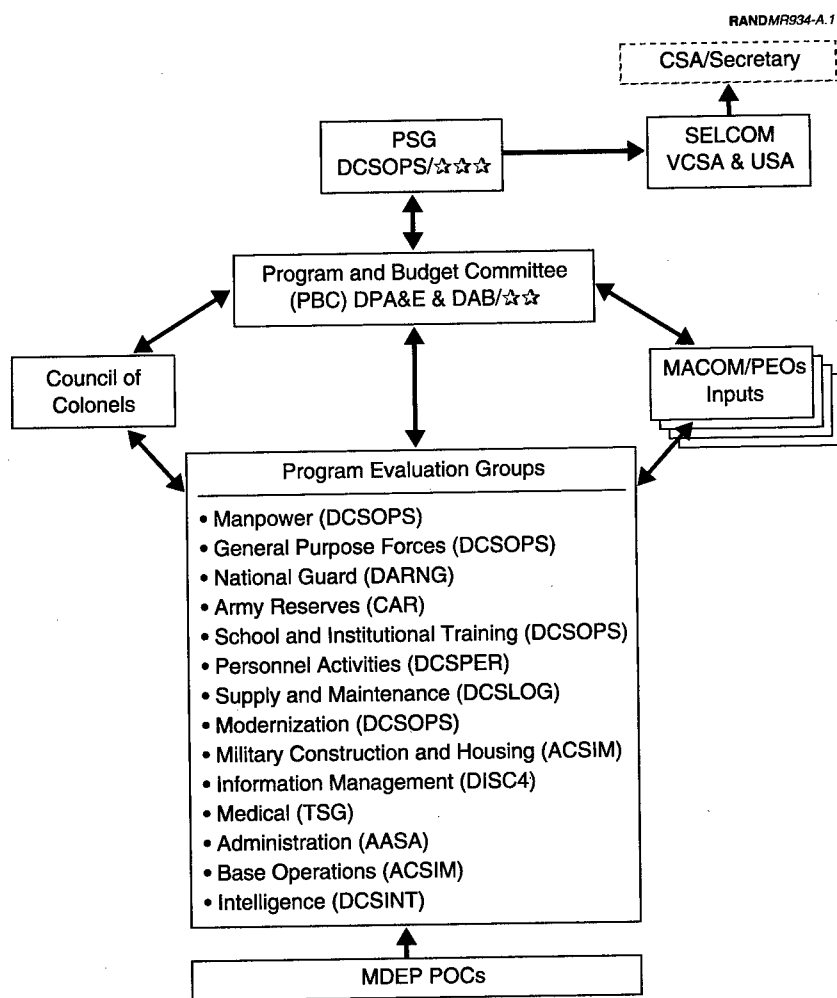 RANDMR934-A.1
CSA/Secretary
PSG
DCSOPS/☆☆☆
SELCOM
VCSA & USA
Program and Budget Committee
(PBC) DPA&E & DAB/☆☆
Council of
Colonels
MACOM/PEOs
Inputs
Program Evaluation Groups
• Manpower (DCSOPS)
• General Purpose Forces (DCSOPS)
• National Guard (DARNG)
• Army Reserves (CAR)
• School and Institutional Training (DCSOPS)
• Personnel Activities (DCSPER)
• Supply and Maintenance (DCSLOG)
• Modernization (DCSOPS)
• Military Construction and Housing (ACSIM)
• Information Management (DISC4)
• Medical (TSG)
• Administration (AASA)
• Base Operations (ACSIM)
• Intelligence (DCSINT)
MDEP POCs